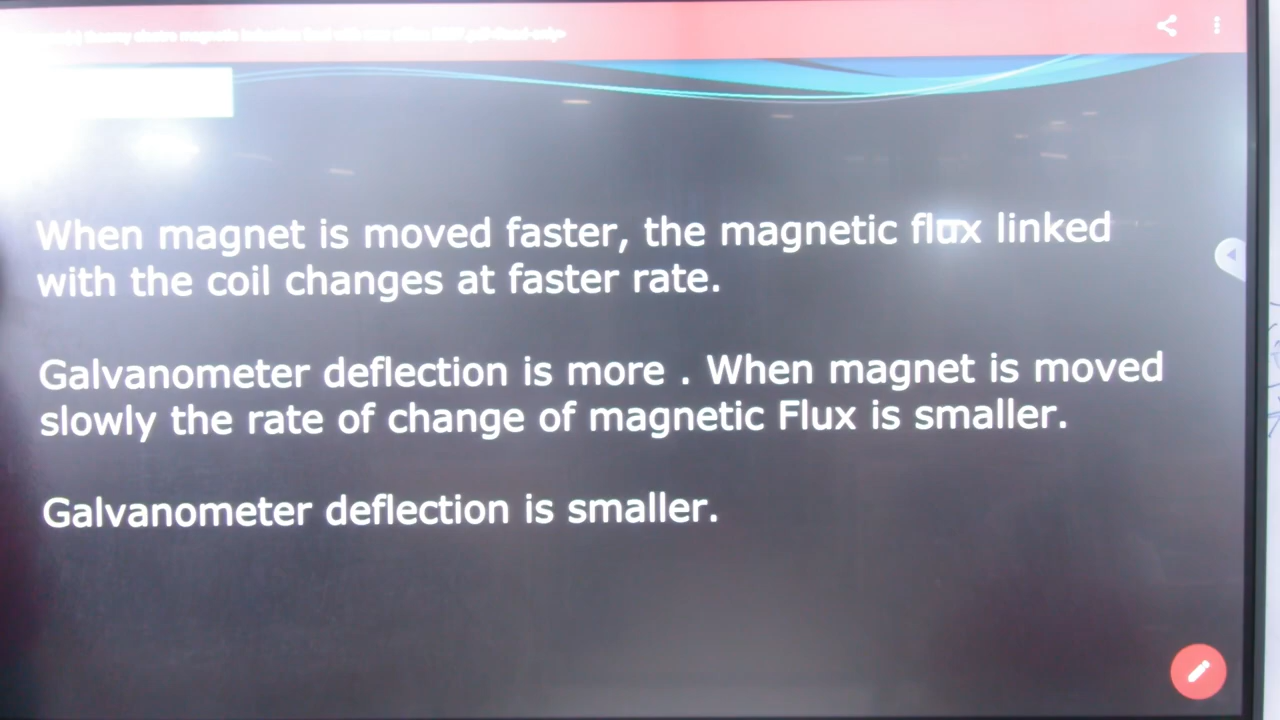 When magnet is moved faster, the magnetic flux linked
with the coil changes at faster rate.
Galvanometer deflection is more . When magnet is moved
slowly the rate of change of magnetic Flux is smaller.
Galvanometer deflection is smaller.